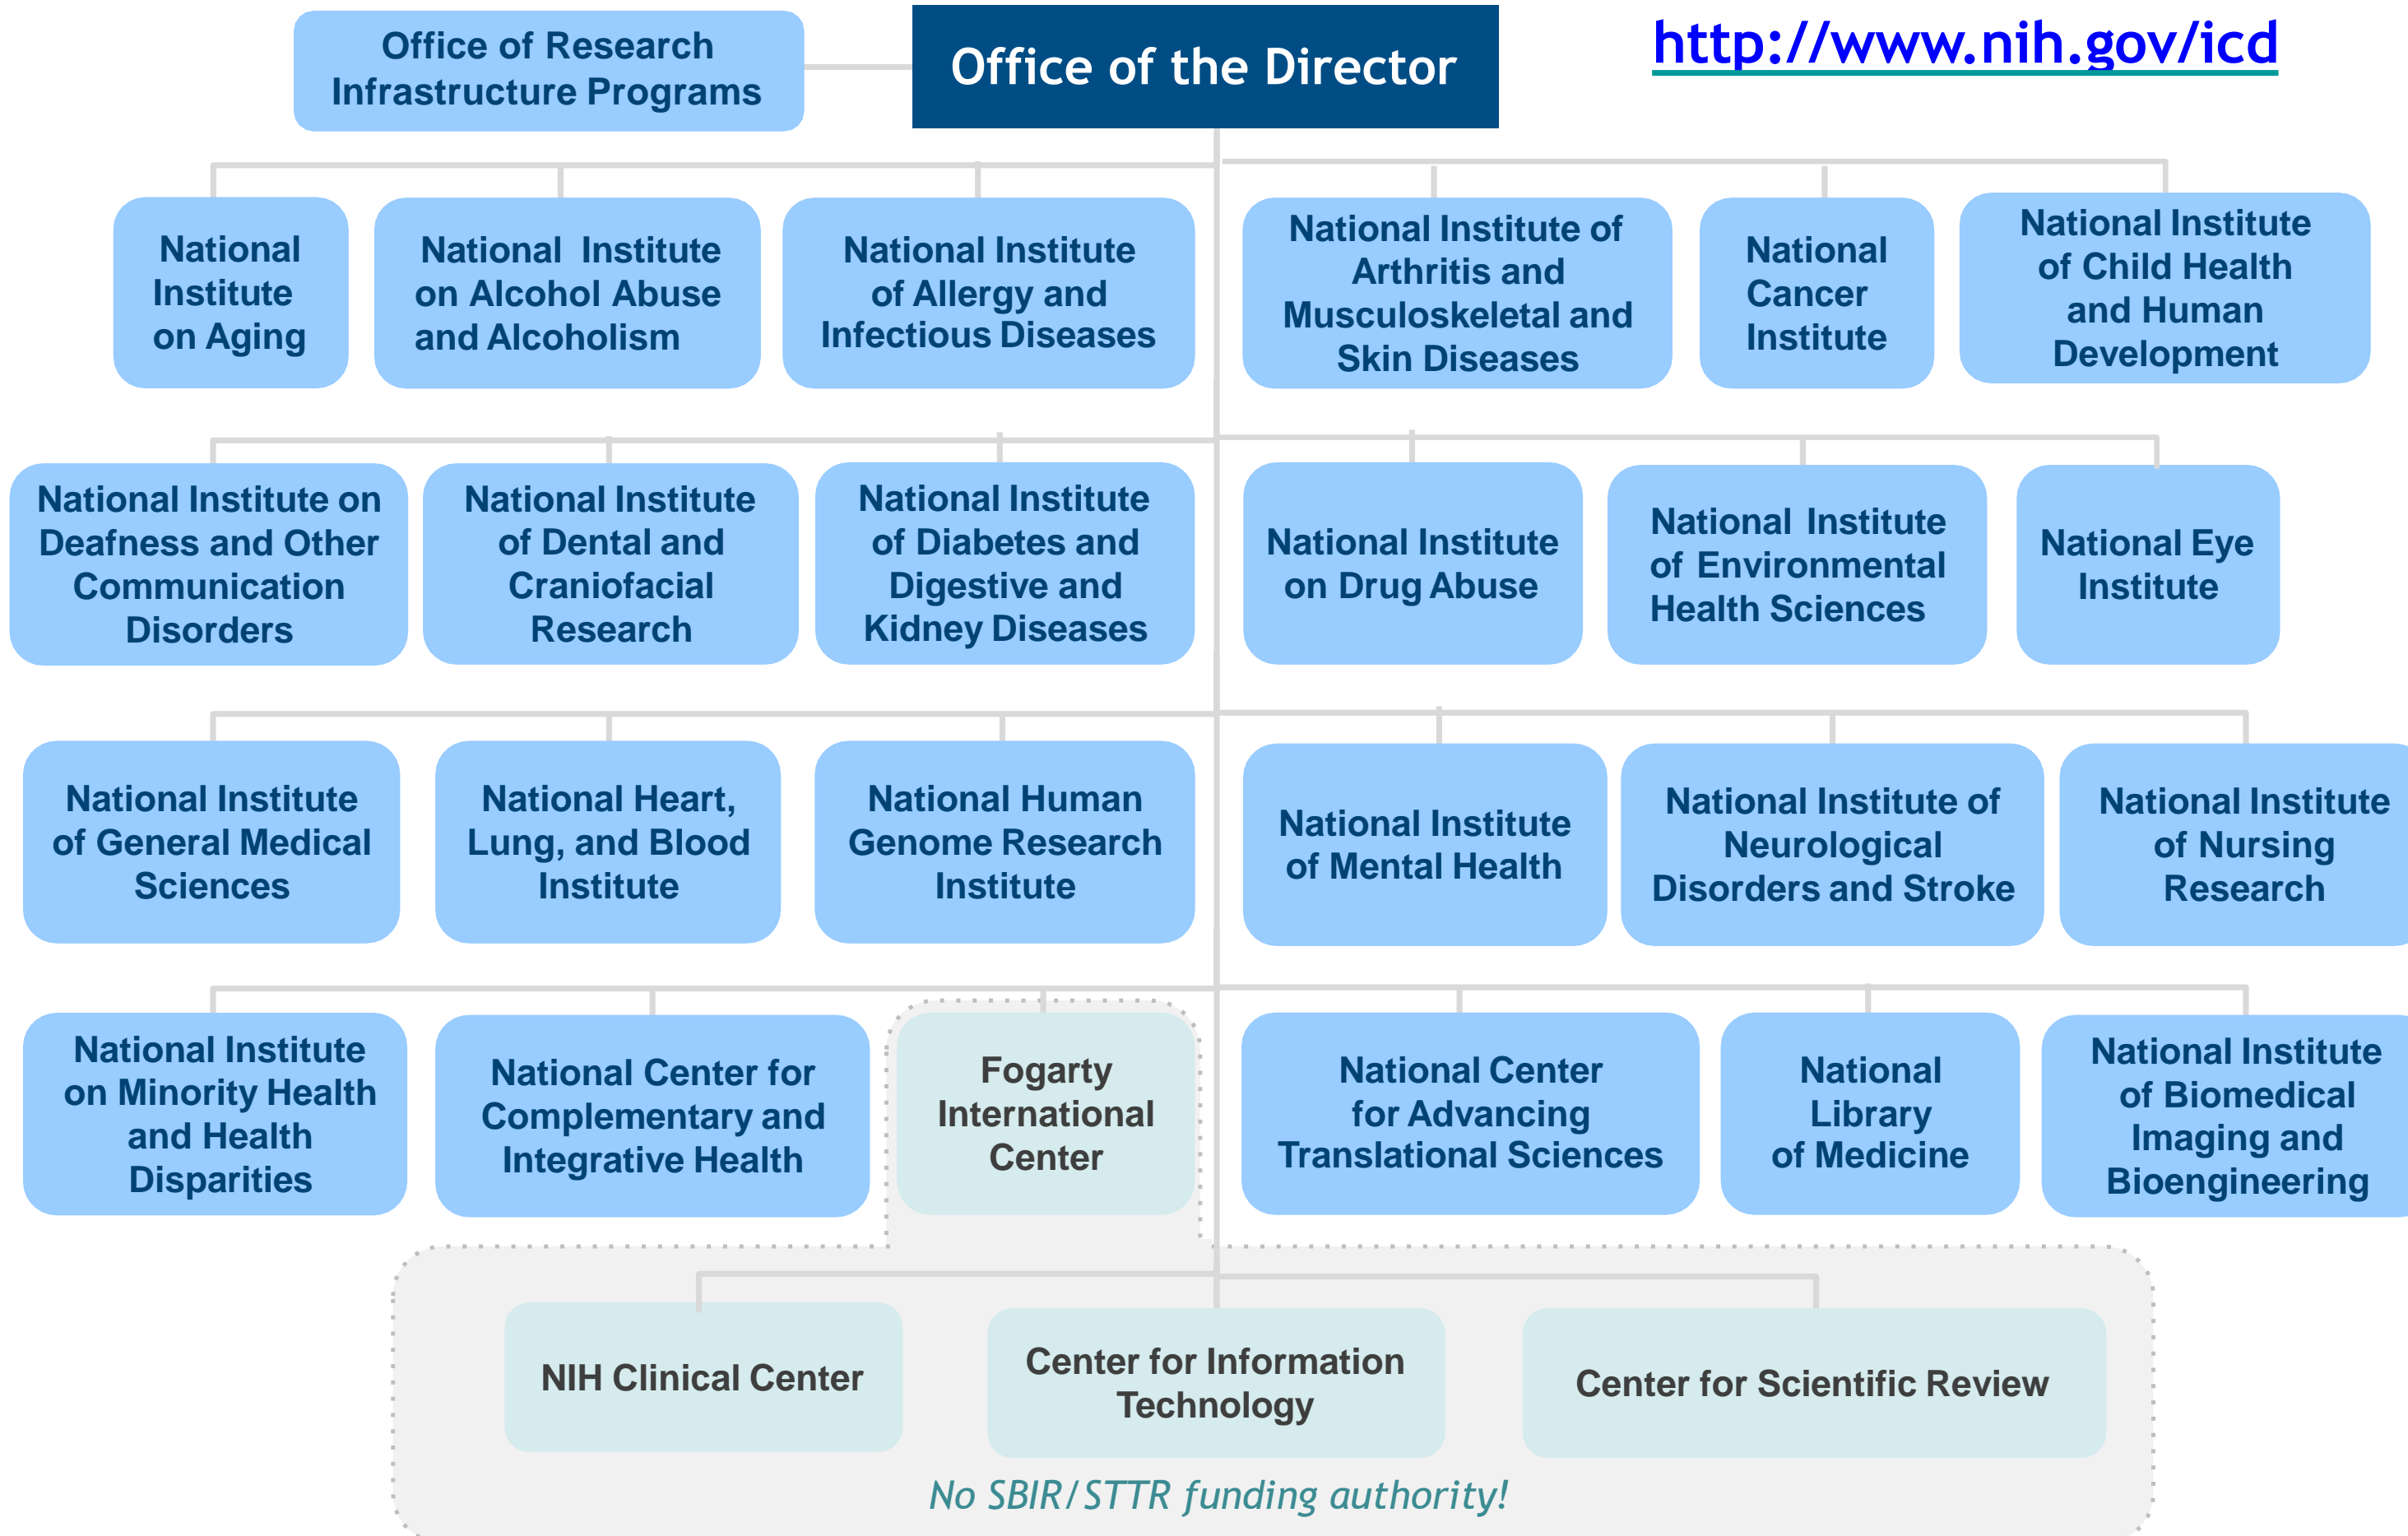 Office of Research
Infrastructure Programs
Office of the Director
http://www.nih.gov/icd
National
Institute
on Aging
National Institute
on Alcohol Abuse
and Alcoholism
National Institute
of Allergy and
Infectious Diseases
National Institute of
Arthritis and
Musculoskeletal and
Skin Diseases
National
Cancer
Institute
National Institute
of Child Health
and Human
Development
National Institute on
Deafness and Other
Communication
Disorders
National Institute
of Dental and
Craniofacial
Research
National Institute
of Diabetes and
Digestive and
Kidney Diseases
National Institute
on Drug Abuse
National Institute
of Environmental
Health Sciences
National Eye
Institute
National Institute
of General Medical
Sciences
National Heart,
Lung, and Blood
Institute
National Human
Genome Research
Institute
National Institute
of Mental Health
National Institute of
Neurological
Disorders and Stroke
National Institute
of Nursing
Research
National Institute
on Minority Health
and Health
Disparities
National Center for
Complementary and
Integrative Health
Fogarty
International
Center
National Center
for Advancing
Translational Sciences
National
Library
of Medicine
National Institute
of Biomedical
Imaging and
Bioengineering
NIH Clinical Center
Center for Information
Technology
Center for Scientific Review
No SBIR/STTR funding authority!